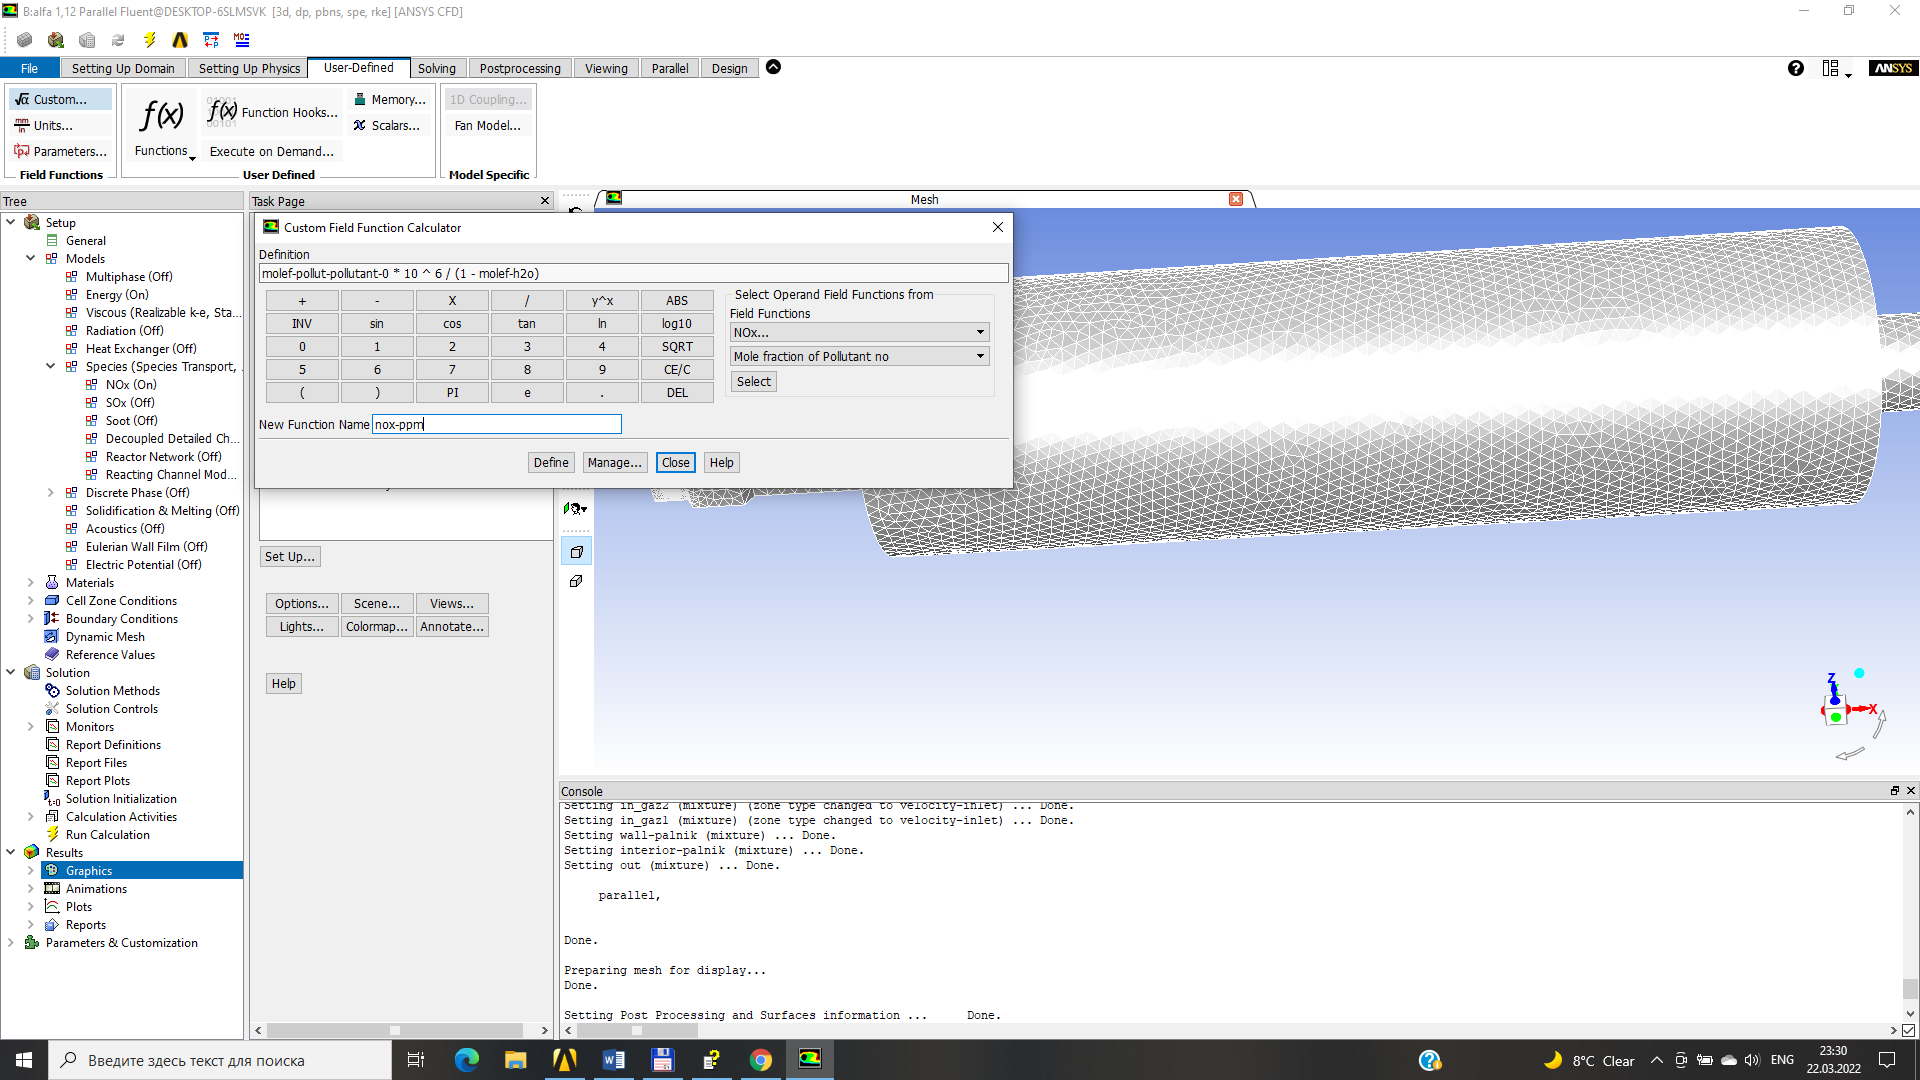 B:alfa 1,12 Parallel Fluent@DESKTOP-6SLMSVK [3d, dp, pbns, spe, rke] [ANSYS CFD]
File
Setting Up Domain
Setting Up Physics
User-Defined
Solving
Postprocessing
Viewing
Parallel
Design
ANSYS
Custom...
Units...
Parameters...
Field Functions
f(x)
Functions
f(x) Function Hooks...
Execute on Demand...
Memory...
Scalars...
User Defined
1D Coupling...
Fan Model...
Model Specific
Tree
Setup
General
Models
Multiphase (Off)
Energy (On)
Viscous (Realizable k-e, Sta...
Radiation (Off)
Heat Exchanger (Off)
Species (Species Transport, .
NOx (On)
SOx (Off)
Soot (Off)
Decoupled Detailed Ch...
Reactor Network (Off)
Reacting Channel Mod...
Discrete Phase (Off)
Solidification & Melting (Off)
Acoustics (Off)
Eulerian Wall Film (Off)
Electric Potential (Off)
Materials
Cell Zone Conditions
Boundary Conditions
Dynamic Mesh
Reference Values
Solution
Solution Methods
Solution Controls
Monitors
Report Definitions
Report Files
Report Plots
Solution Initialization
Calculation Activities
Run Calculation
Results
Graphics
Animations
Plots
Reports
Parameters & Customization
Task Page
Custom Field Function Calculator
Definition
molef-pollut-pollutant-0 * 10 ^ 6 / (1 - molef-h2o)
+ - X / y^x ABS
INV sin cos tan ln log10
0 1 2 3 4 SQRT
5 6 7 8 9 CE/C
( ) PI e . DEL
Select Operand Field Functions from
Field Functions
NOx...
Mole fraction of Pollutant no
Select
New Function Name nox-ppm
Define
Manage...
Close
Help
Set Up...
Options...
Scene...
Views...
Lights...
Colormap...
Annotate...
Help
Mesh
Z
X
Console
Setting in_gaz2 (mixture) (zone type changed to velocity-inlet) ... Done.
Setting in_gaz1 (mixture) (zone type changed to velocity-inlet) ... Done.
Setting wall-palnik (mixture) ... Done.
Setting interior-palnik (mixture) ... Done.
Setting out (mixture) ... Done.
parallel,
Done.
Preparing mesh for display...
Done.
Setting Post Processing and Surfaces information ... Done.
Введите здесь текст для поиска
8°C Clear
ENG
23:30
22.03.2022